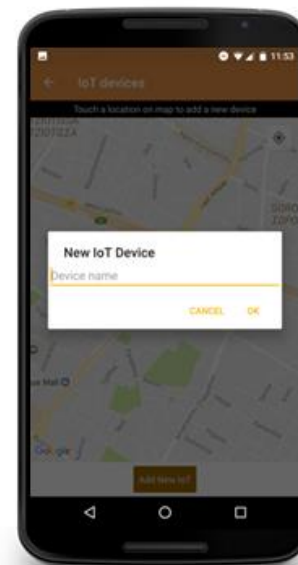 11:53
IoT devices
Touch a location on map to add a new device
New IoT Device
Device name
CANCEL
OK
Google
Add New IoT